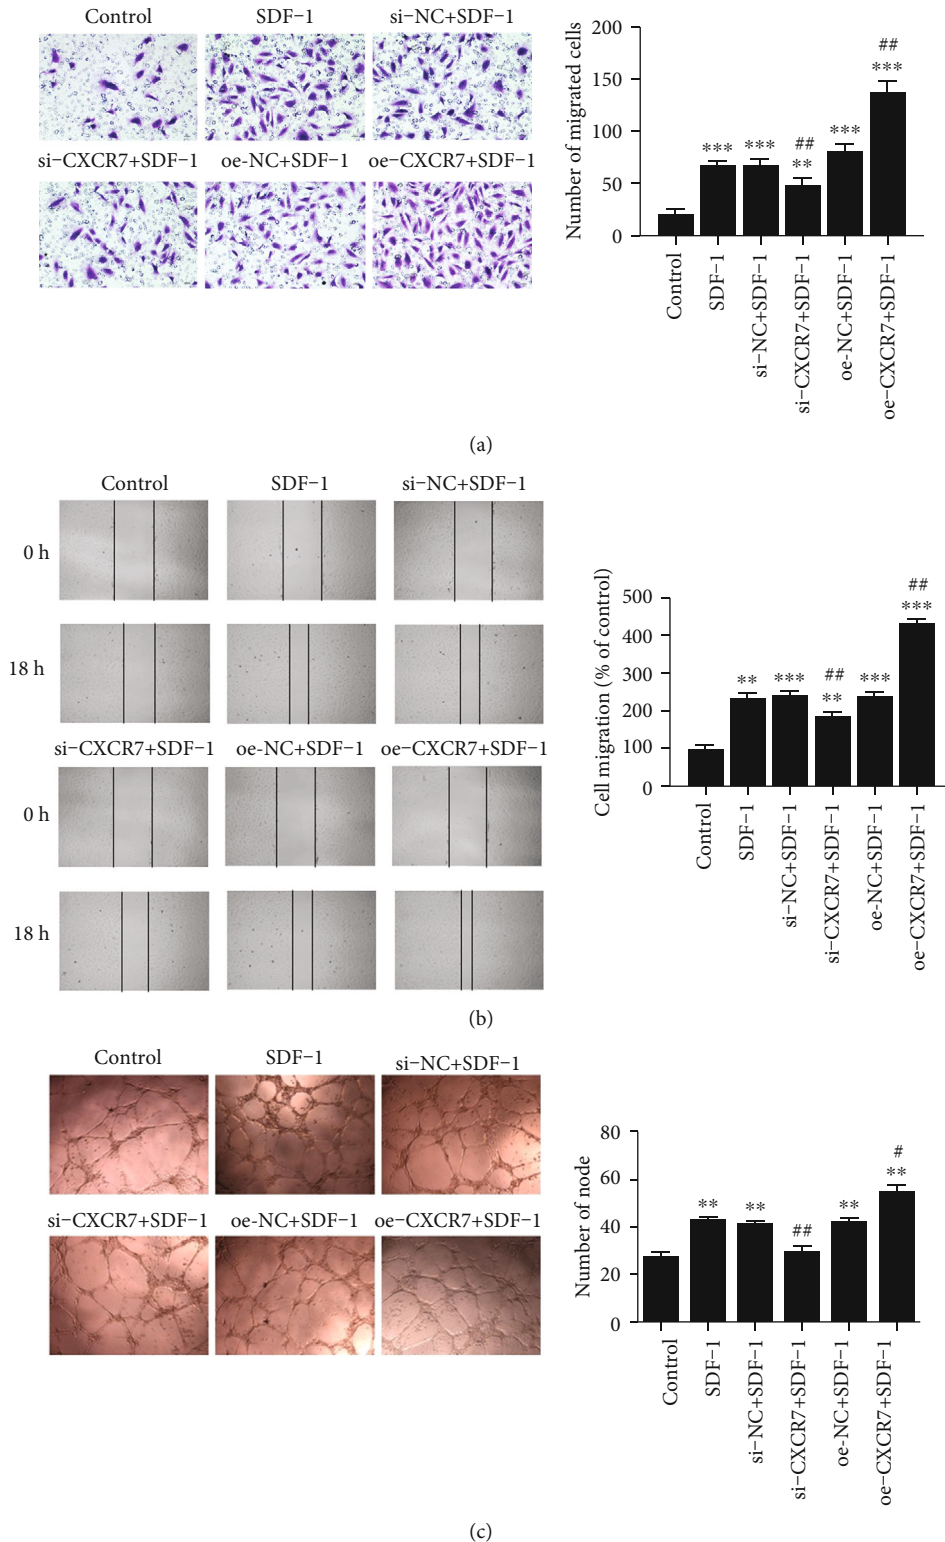 Control SDF−1 si−NC+SDF−1
si−CXCR7+SDF−1 oe-NC+SDF−1 oe-CXCR7+SDF−1
Number of migrated cells
200
150
100
50
0
*** *** ## ** *** ## ***
Control
SDF−1
si−NC+SDF−1
si−CXCR7+SDF−1
oe-NC+SDF−1
oe−CXCR7+SDF−1
(a)
Control SDF−1 si−NC+SDF−1
0 h
18 h
si−CXCR7+SDF−1 oe-NC+SDF−1 oe−CXCR7+SDF−1
0 h
18 h
Cell migration (% of control)
500
400
300
200
100
0
** *** ## ** *** ## ***
Control
SDF−1
si−NC+SDF−1
si−CXCR7+SDF−1
oe-NC+SDF−1
oe−CXCR7+SDF−1
(b)
Control SDF−1 si−NC+SDF−1
si−CXCR7+SDF−1 oe-NC+SDF−1 oe−CXCR7+SDF−1
Number of node
80
60
40
20
0
** ** ## ** # **
Control
SDF−1
si−NC+SDF−1
si−CXCR7+SDF−1
oe-NC+SDF−1
oe−CXCR7+SDF−1
(c)